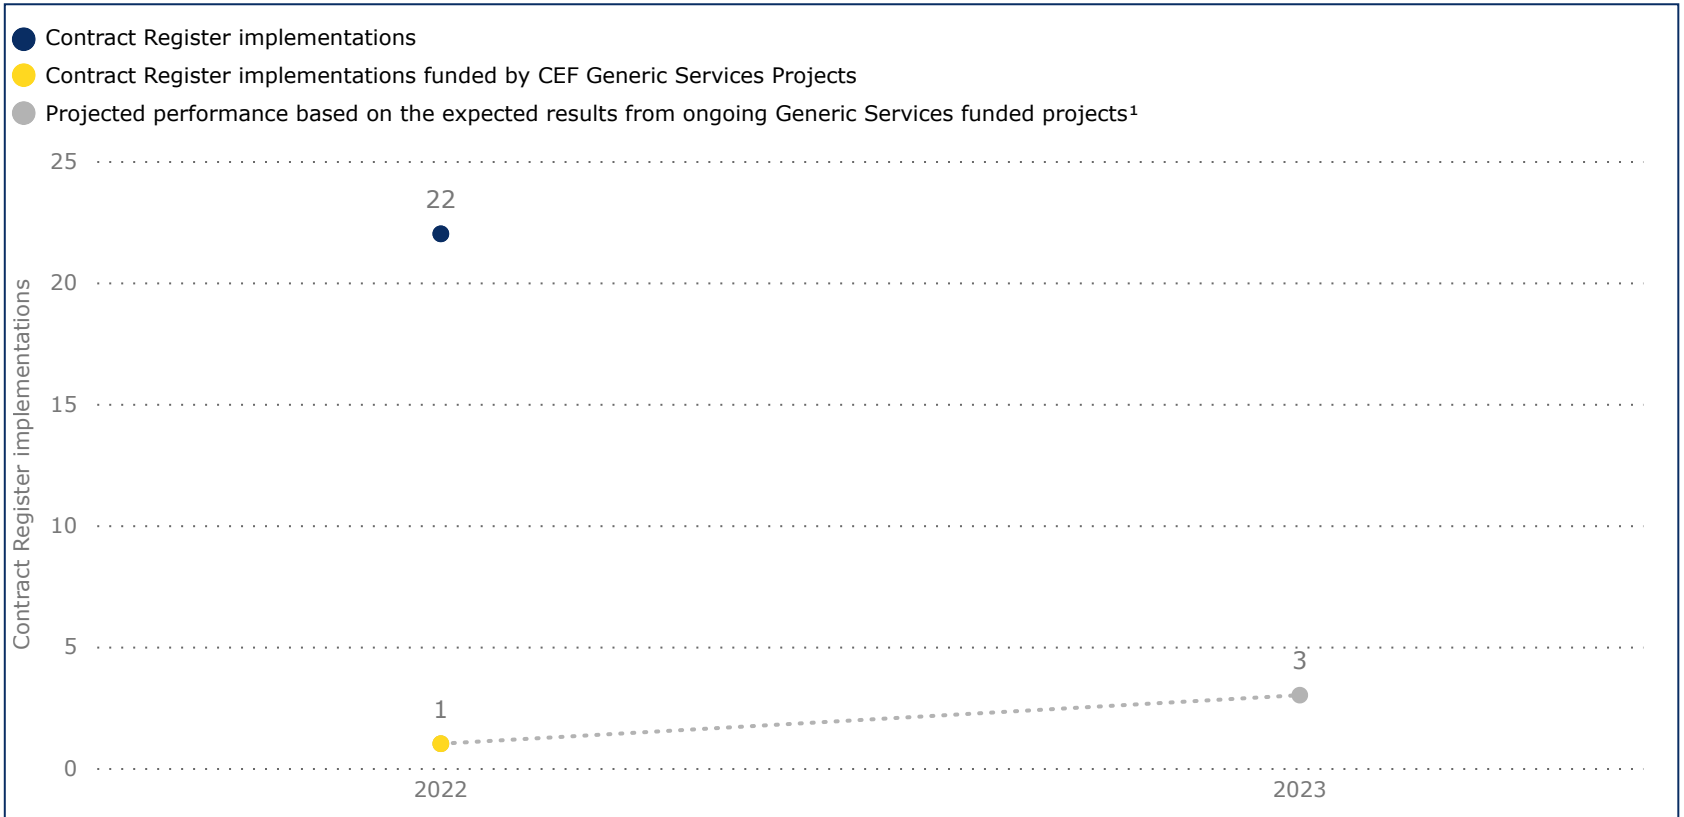 Contract Register implementations
Contract Register implementations funded by CEF Generic Services Projects
Projected performance based on the expected results from ongoing Generic Services funded projects¹
25
22
20
15
10
5
3
1
0
Contract Register implementations
2022
2023